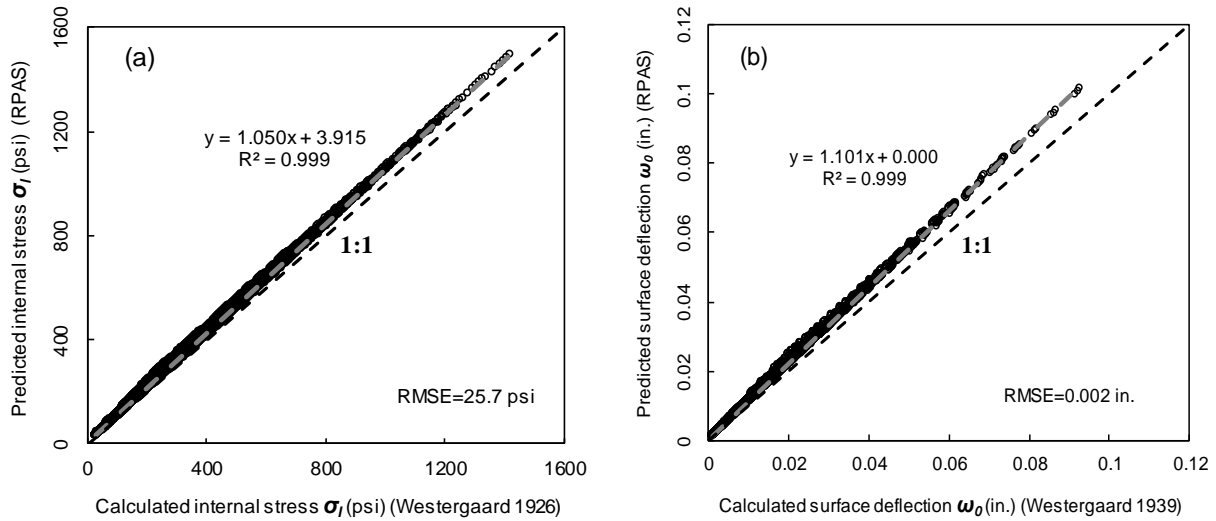 (a)
Predicted internal stress σI (psi) (RPAS)
1600
1200
800
400
0
y = 1.050x + 3.915
R² = 0.999
1:1
RMSE=25.7 psi
0 400 800 1200 1600
Calculated internal stress σI (psi) (Westergaard 1926)
(b)
Predicted surface deflection ω0 (in.) (RPAS)
0.12
0.1
0.08
0.06
0.04
0.02
0
y = 1.101x + 0.000
R² = 0.999
1:1
RMSE=0.002 in.
0 0.02 0.04 0.06 0.08 0.1 0.12
Calculated surface deflection ω0 (in.) (Westergaard 1939)